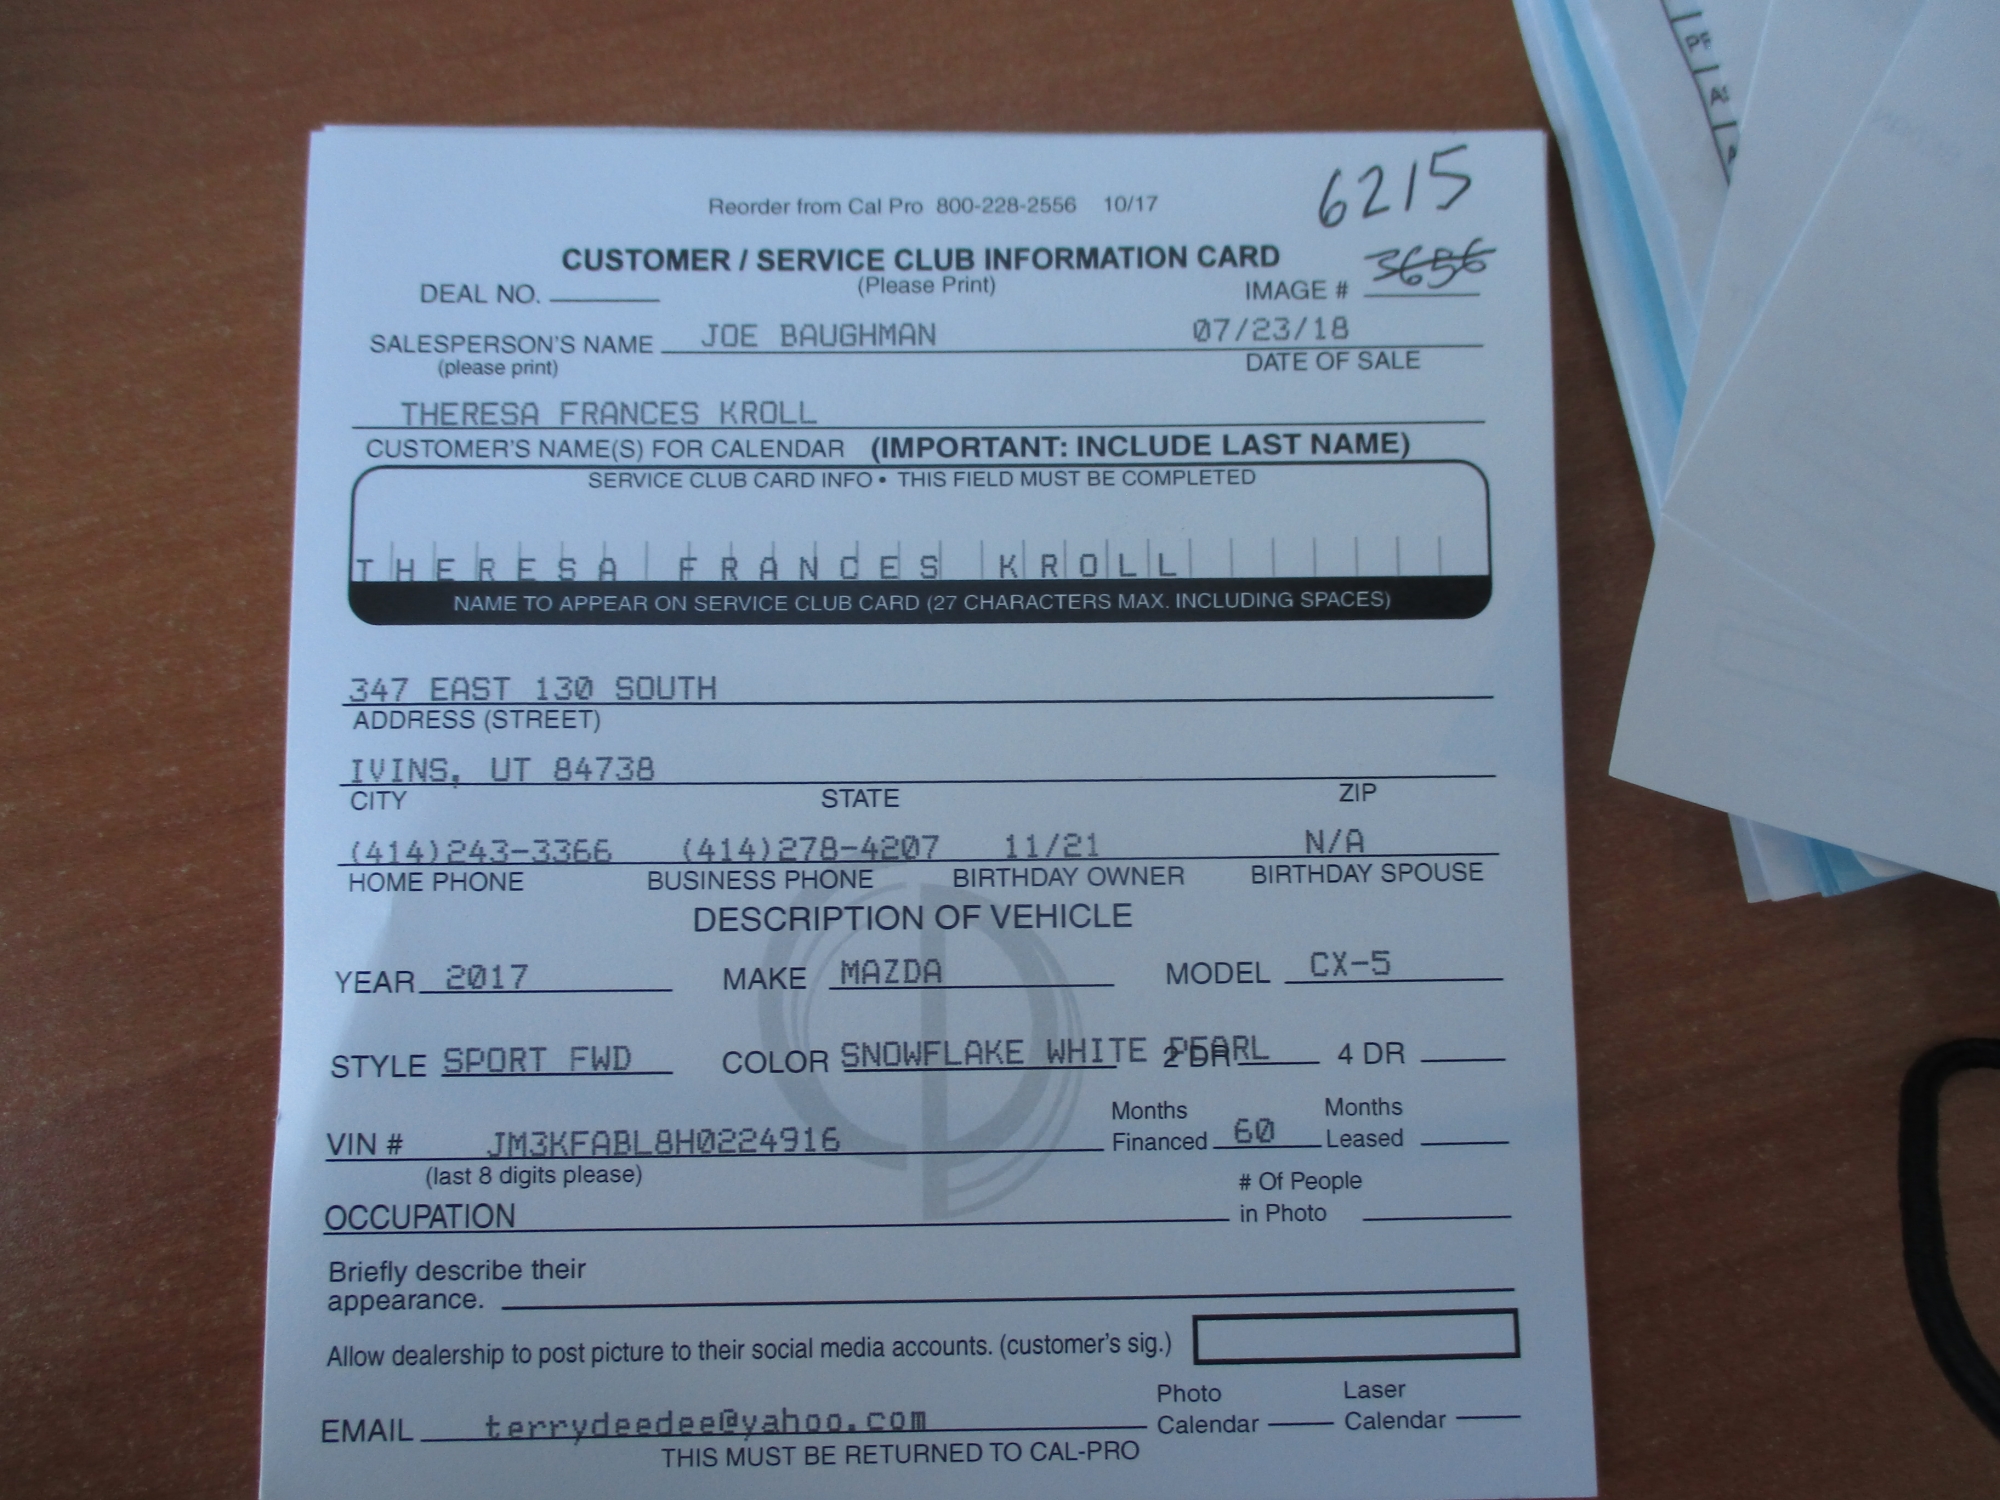 6215
Reorder from Cal Pro 800-228-2556 10/17
CUSTOMER / SERVICE CLUB INFORMATION CARD
(Please Print)
DEAL NO. IMAGE # 3656
SALESPERSON'S NAME JOE BAUGHMAN 07/23/18
(please print) DATE OF SALE
THERESA FRANCES KROLL
CUSTOMER'S NAME(S) FOR CALENDAR (IMPORTANT: INCLUDE LAST NAME)
SERVICE CLUB CARD INFO • THIS FIELD MUST BE COMPLETED
THERESA FRANCES KROLL
NAME TO APPEAR ON SERVICE CLUB CARD (27 CHARACTERS MAX. INCLUDING SPACES)
347 EAST 130 SOUTH
ADDRESS (STREET)
IVINS, UT 84738
CITY STATE ZIP
(414)243-3366 (414)278-4207 11/21 N/A
HOME PHONE BUSINESS PHONE BIRTHDAY OWNER BIRTHDAY SPOUSE
DESCRIPTION OF VEHICLE
YEAR 2017 MAKE MAZDA MODEL CX-5
STYLE SPORT FWD COLOR SNOWFLAKE WHITE PEARL 2 DR 4 DR
VIN # JM3KFABL8H0224916 Months Financed 60 Months Leased
(last 8 digits please)
OCCUPATION # Of People in Photo
Briefly describe their
appearance.
Allow dealership to post picture to their social media accounts. (customer's sig.)
EMAIL terrydeedee@yahoo.com Photo Calendar Laser Calendar
THIS MUST BE RETURNED TO CAL-PRO